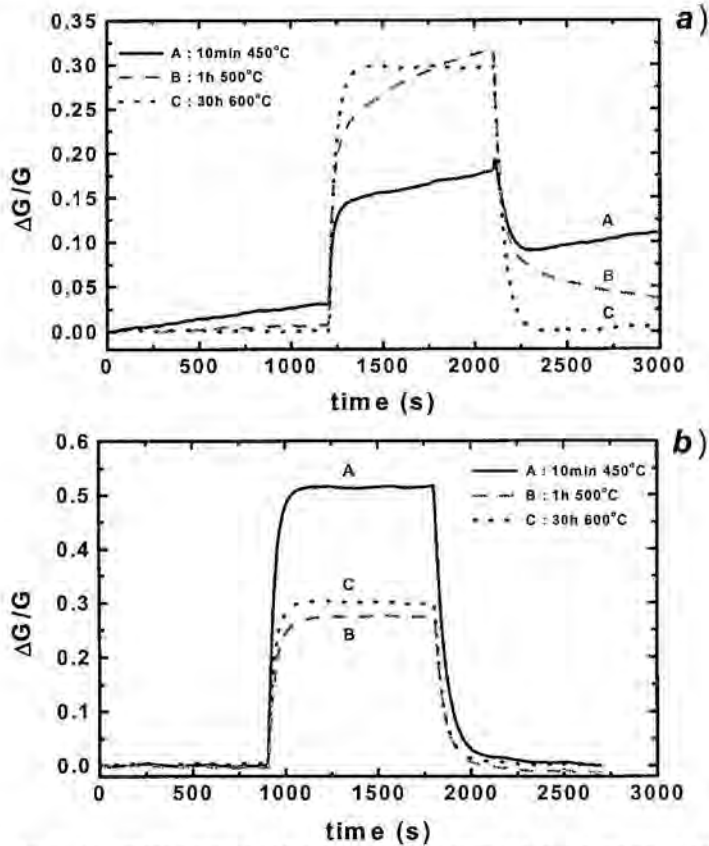 a)
A : 10min 450°C
B : 1h 500°C
C : 30h 600°C
0.30
0.25
0.20
0.15
0.10
0.05
0.00
ΔG/G
A
B
C
0 500 1000 1500 2000 2500 3000
time (s)
b)
A : 10min 450°C
B : 1h 500°C
C : 30h 600°C
0.6
0.5
0.4
0.3
0.2
0.1
0.0
ΔG/G
A
C
B
0 500 1000 1500 2000 2500 3000
time (s)